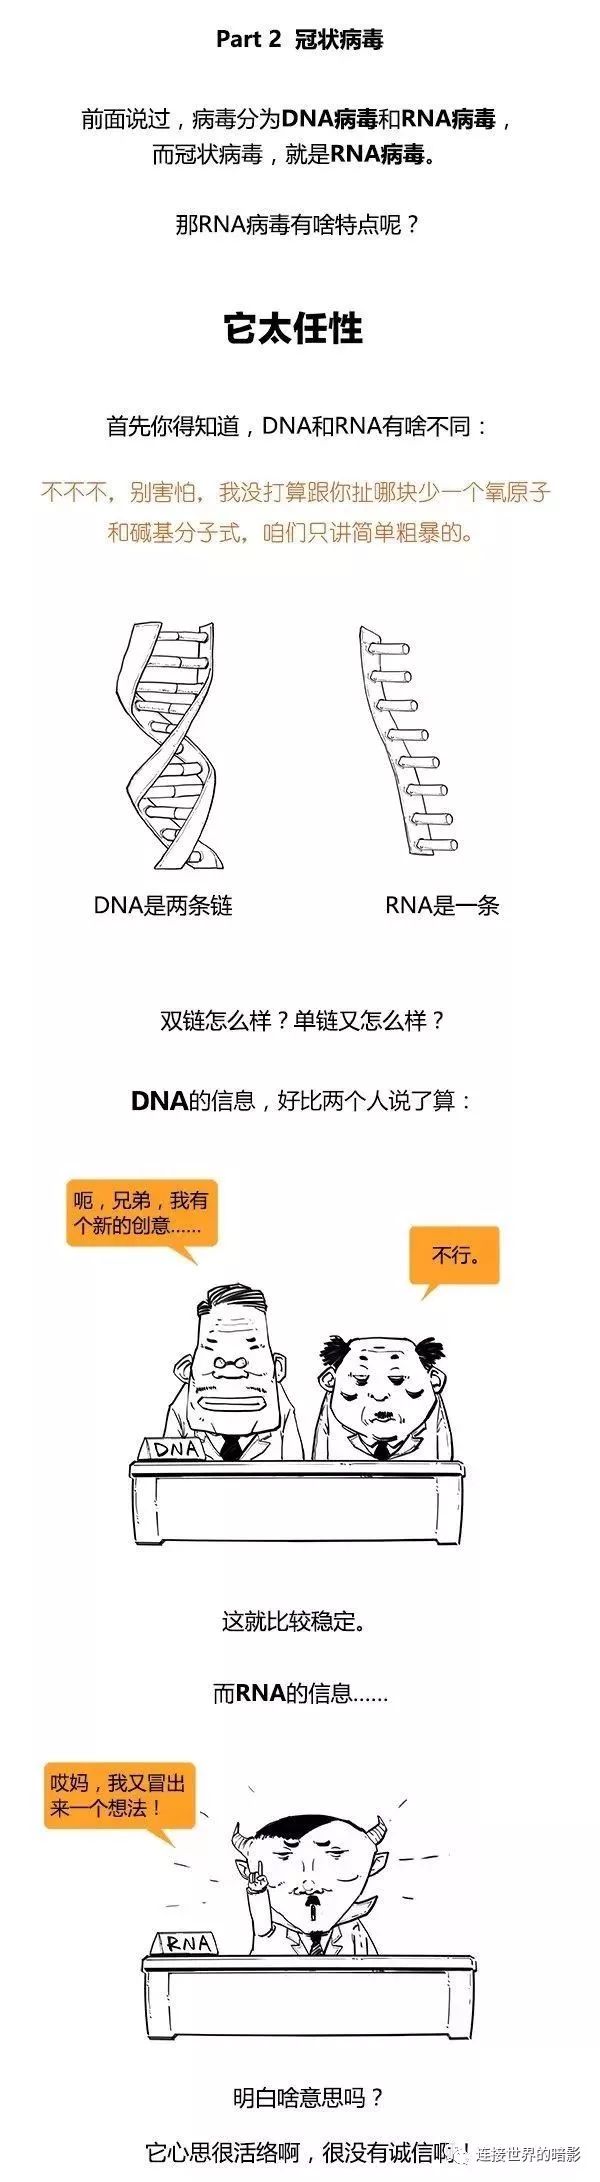 Part 2 冠状病毒
前面说过，病毒分为DNA病毒和RNA病毒，
而冠状病毒，就是RNA病毒。
那RNA病毒有啥特点呢？
它太任性
首先你得知道，DNA和RNA有啥不同：
不不不，别害怕，我没打算跟你扯哪块少一个氧原子
和碱基分子式，咱们只讲简单粗暴的。
DNA是两条链
RNA是一条
双链怎么样？单链又怎么样？
DNA的信息，好比两个人说了算：
呃，兄弟，我有
个新的创意……
不行。
DNA
这就比较稳定。
而RNA的信息……
哎妈，我又冒出
来一个想法！
RNA
明白啥意思吗？
它心思很活络啊，很没有诚信啊！
连接世界的暗影